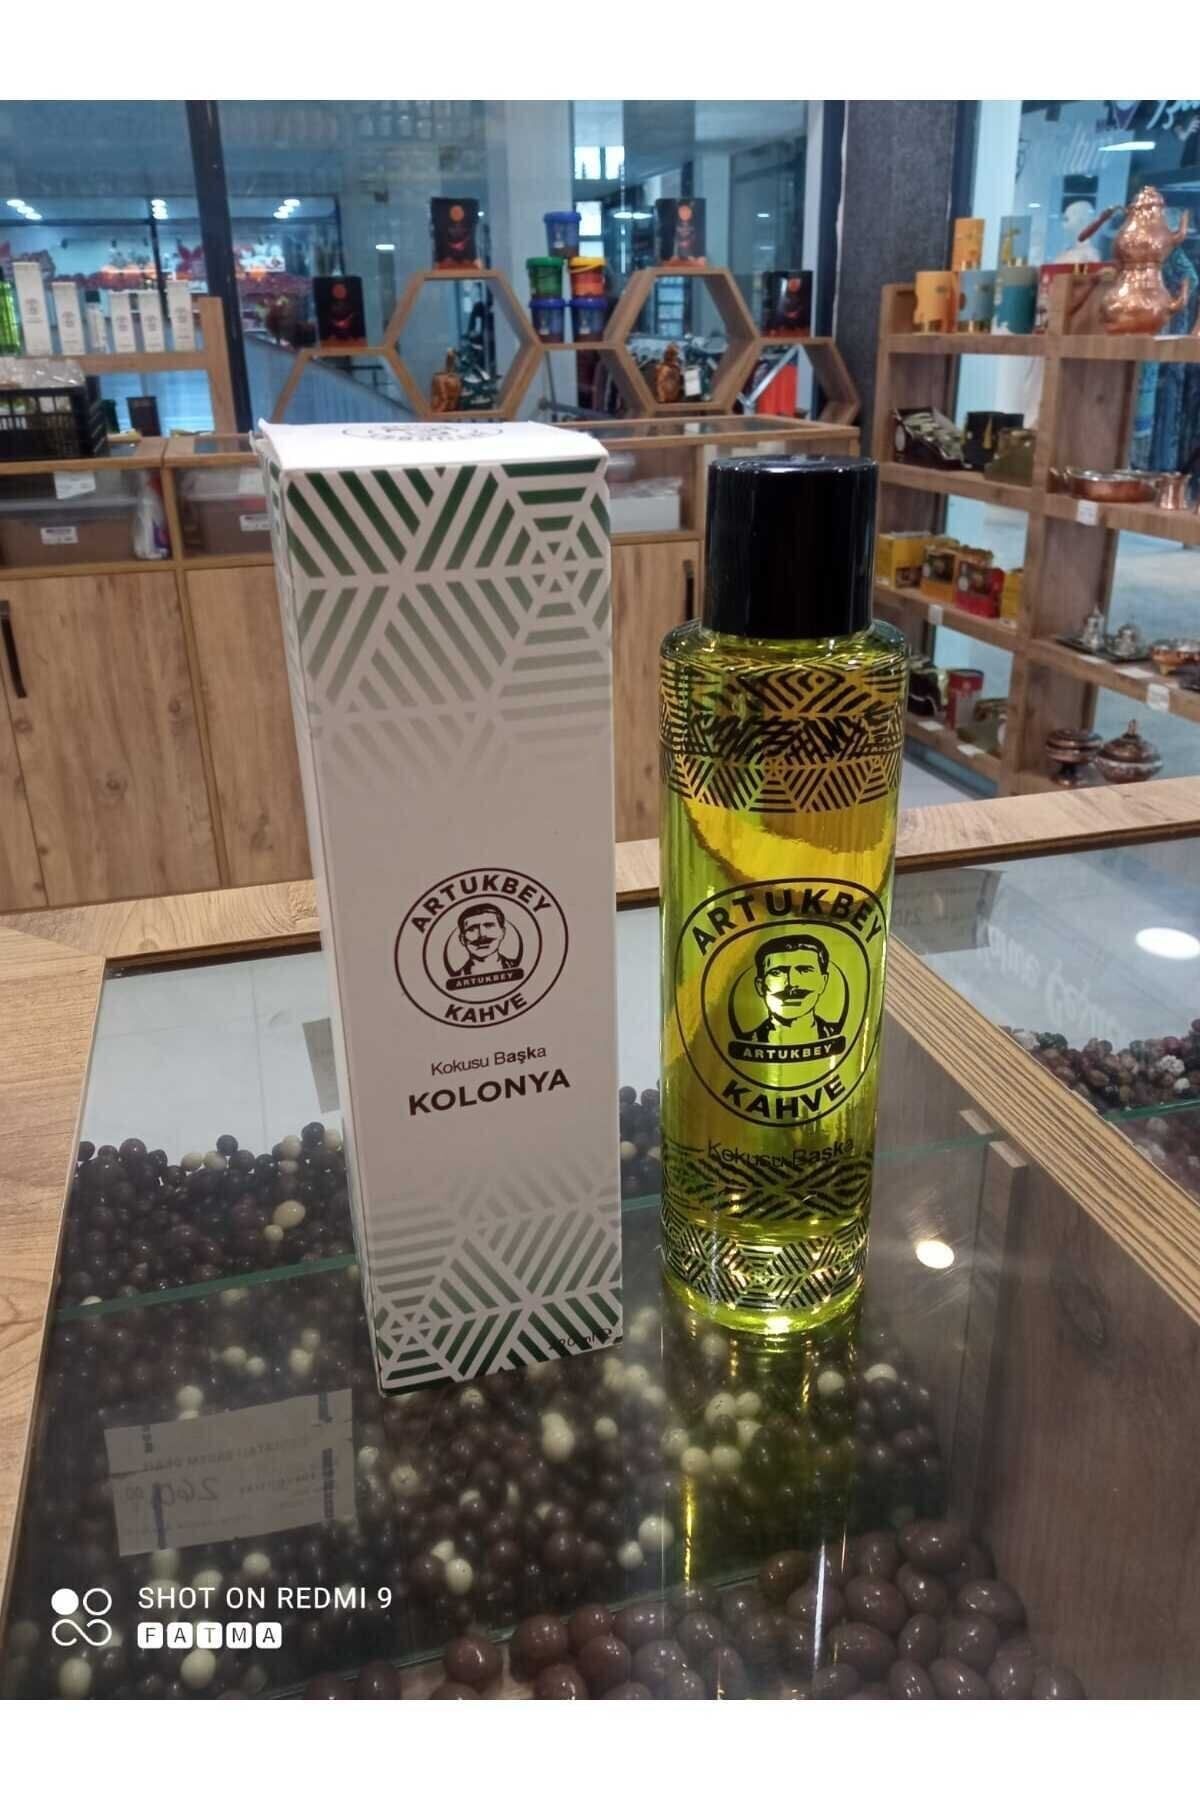 ARTUKBEY
ARTUKBEY
KAHVE
Kokusu Başka
KOLONYA
ARTUKBEY
ARTUKBEY
KAHVE
Kokusu Başka
SHOT ON REDMI 9
FATMA